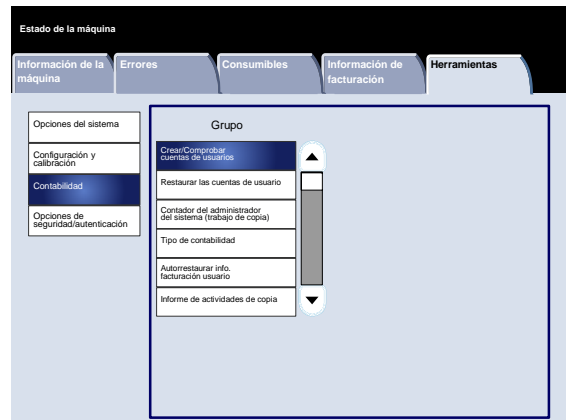 Estado de la máquina
Información de la
máquina
Errores
Consumibles
Información de
facturación
Herramientas
Opciones del sistema
Configuración y
calibración
Contabilidad
Opciones de
seguridad/autenticación
Grupo
Crear/Comprobar
cuentas de usuarios
Restaurar las cuentas de usuario
Contador del administrador
del sistema (trabajo de copia)
Tipo de contabilidad
Autorrestaurar info.
facturación usuario
Informe de actividades de copia